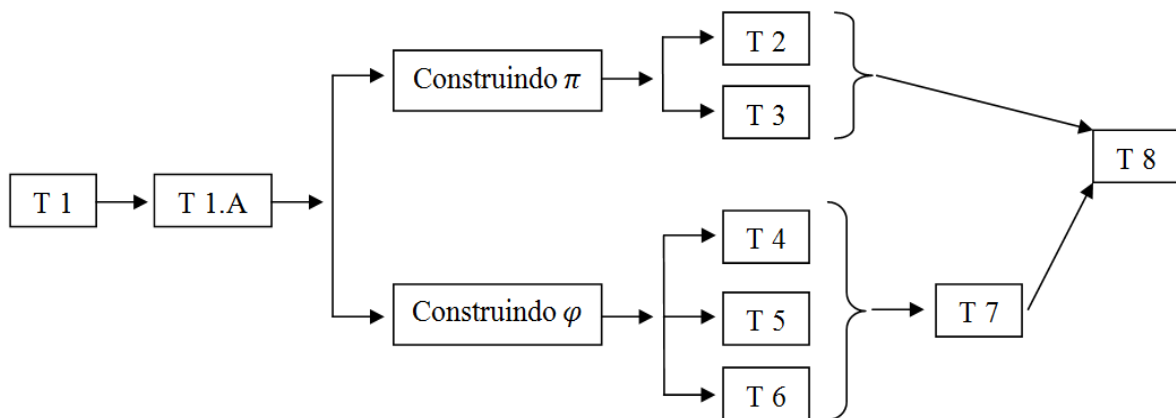 T 1
T 1.A
Construindo π
T 2
T 3
Construindo φ
T 4
T 5
T 6
T 7
T 8